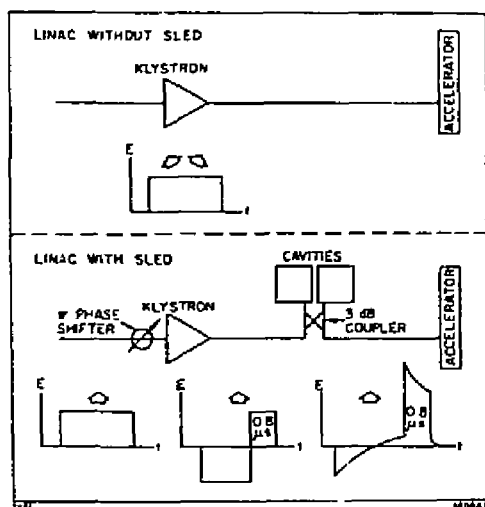 LINAC WITHOUT SLED
KLYSTRON
ACCELERATOR
E
t
LINAC WITH SLED
CAVITIES
π PHASE
SHIFTER
KLYSTRON
3 dB
COUPLER
ACCELERATOR
E
t
E
0.8
μs
t
E
0.8
μs
t